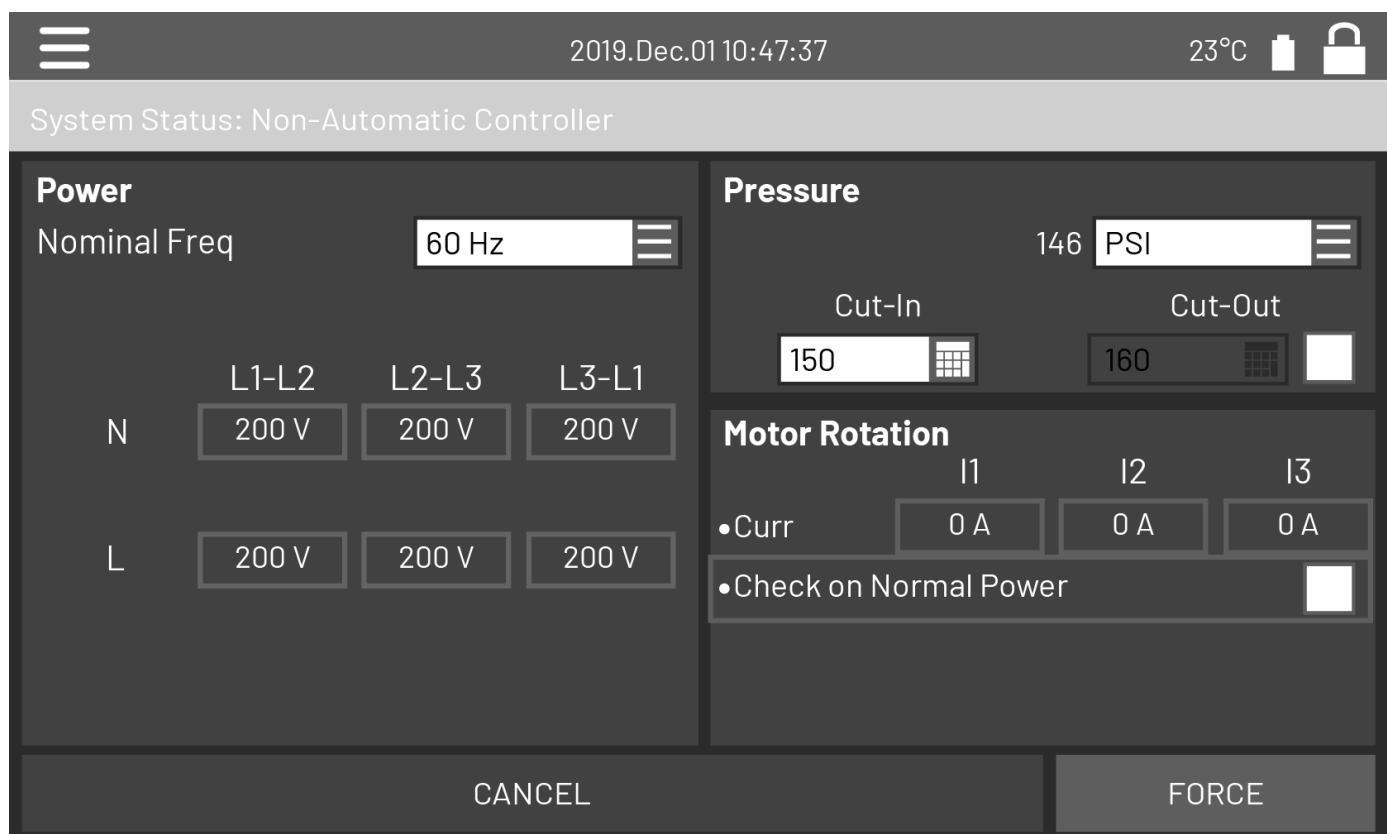 2019.Dec.01 10:47:37 23°C
System Status: Non-Automatic Controller
Power
Nominal Freq 60 Hz
L1-L2 L2-L3 L3-L1
N 200 V 200 V 200 V
L 200 V 200 V 200 V
Pressure
146 PSI
Cut-In Cut-Out
150 160
Motor Rotation
I1 I2 I3
•Curr 0 A 0 A 0 A
•Check on Normal Power
CANCEL FORCE